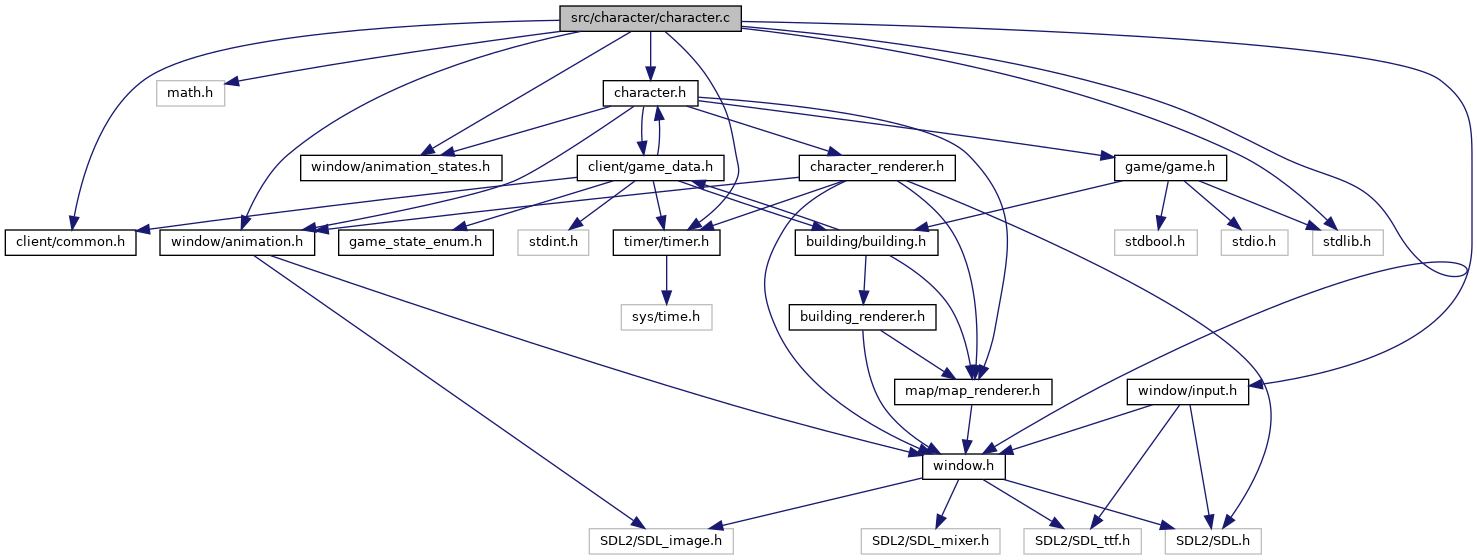 src/character/character.c
math.h
character.h
window/animation_states.h
client/game_data.h
character_renderer.h
game/game.h
client/common.h
window/animation.h
game_state_enum.h
stdint.h
timer/timer.h
building/building.h
stdbool.h
stdio.h
stdlib.h
sys/time.h
building_renderer.h
map/map_renderer.h
window/input.h
window.h
SDL2/SDL_image.h
SDL2/SDL_mixer.h
SDL2/SDL_ttf.h
SDL2/SDL.h